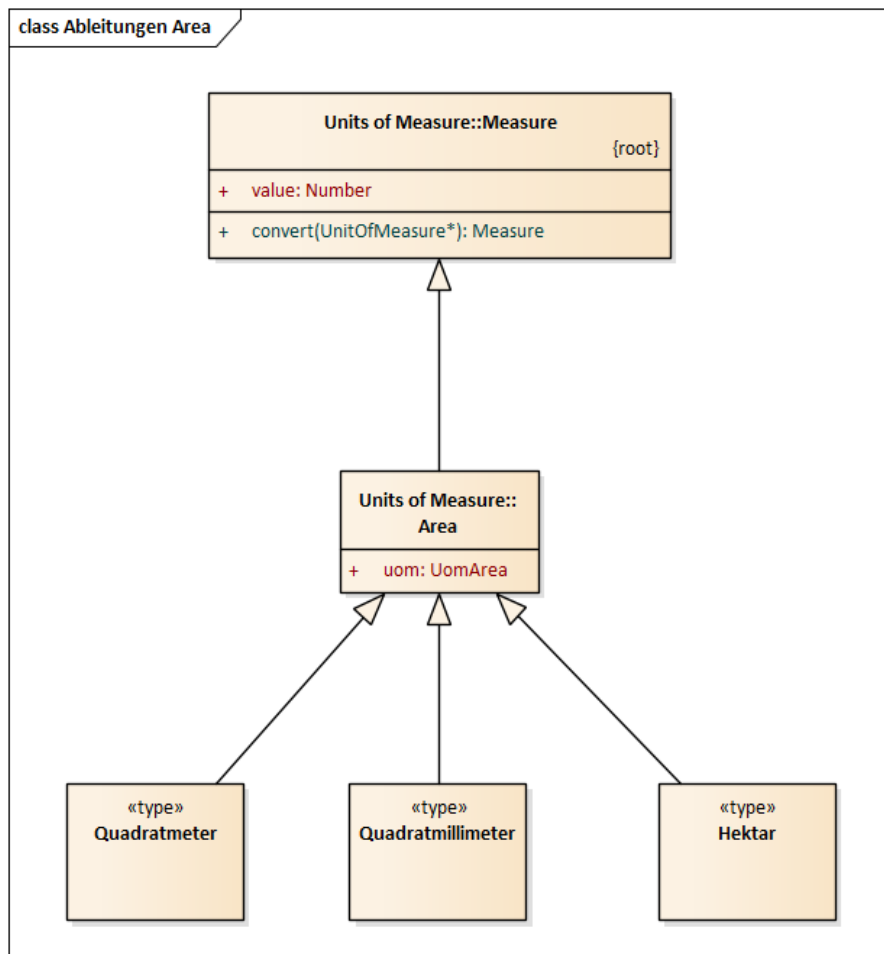 class Ableitungen Area
Units of Measure::Measure
{root}
+ value: Number
+ convert(UnitOfMeasure*): Measure
Units of Measure::
Area
+ uom: UomArea
«type»
Quadratmeter
«type»
Quadratmillimeter
«type»
Hektar